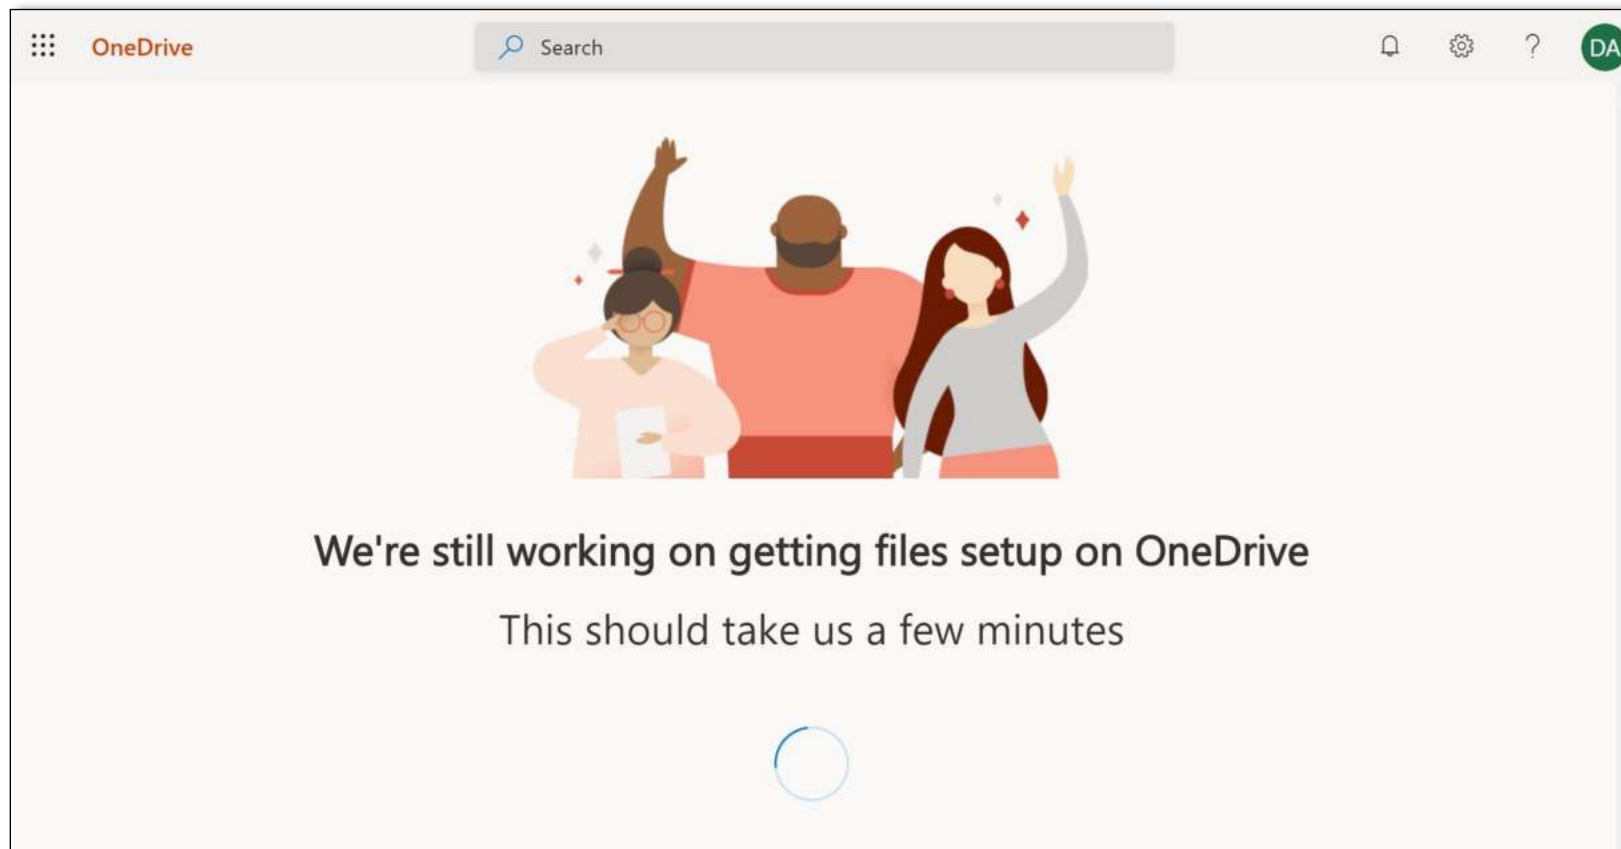 OneDrive
Search
?
DA
We're still working on getting files setup on OneDrive
This should take us a few minutes